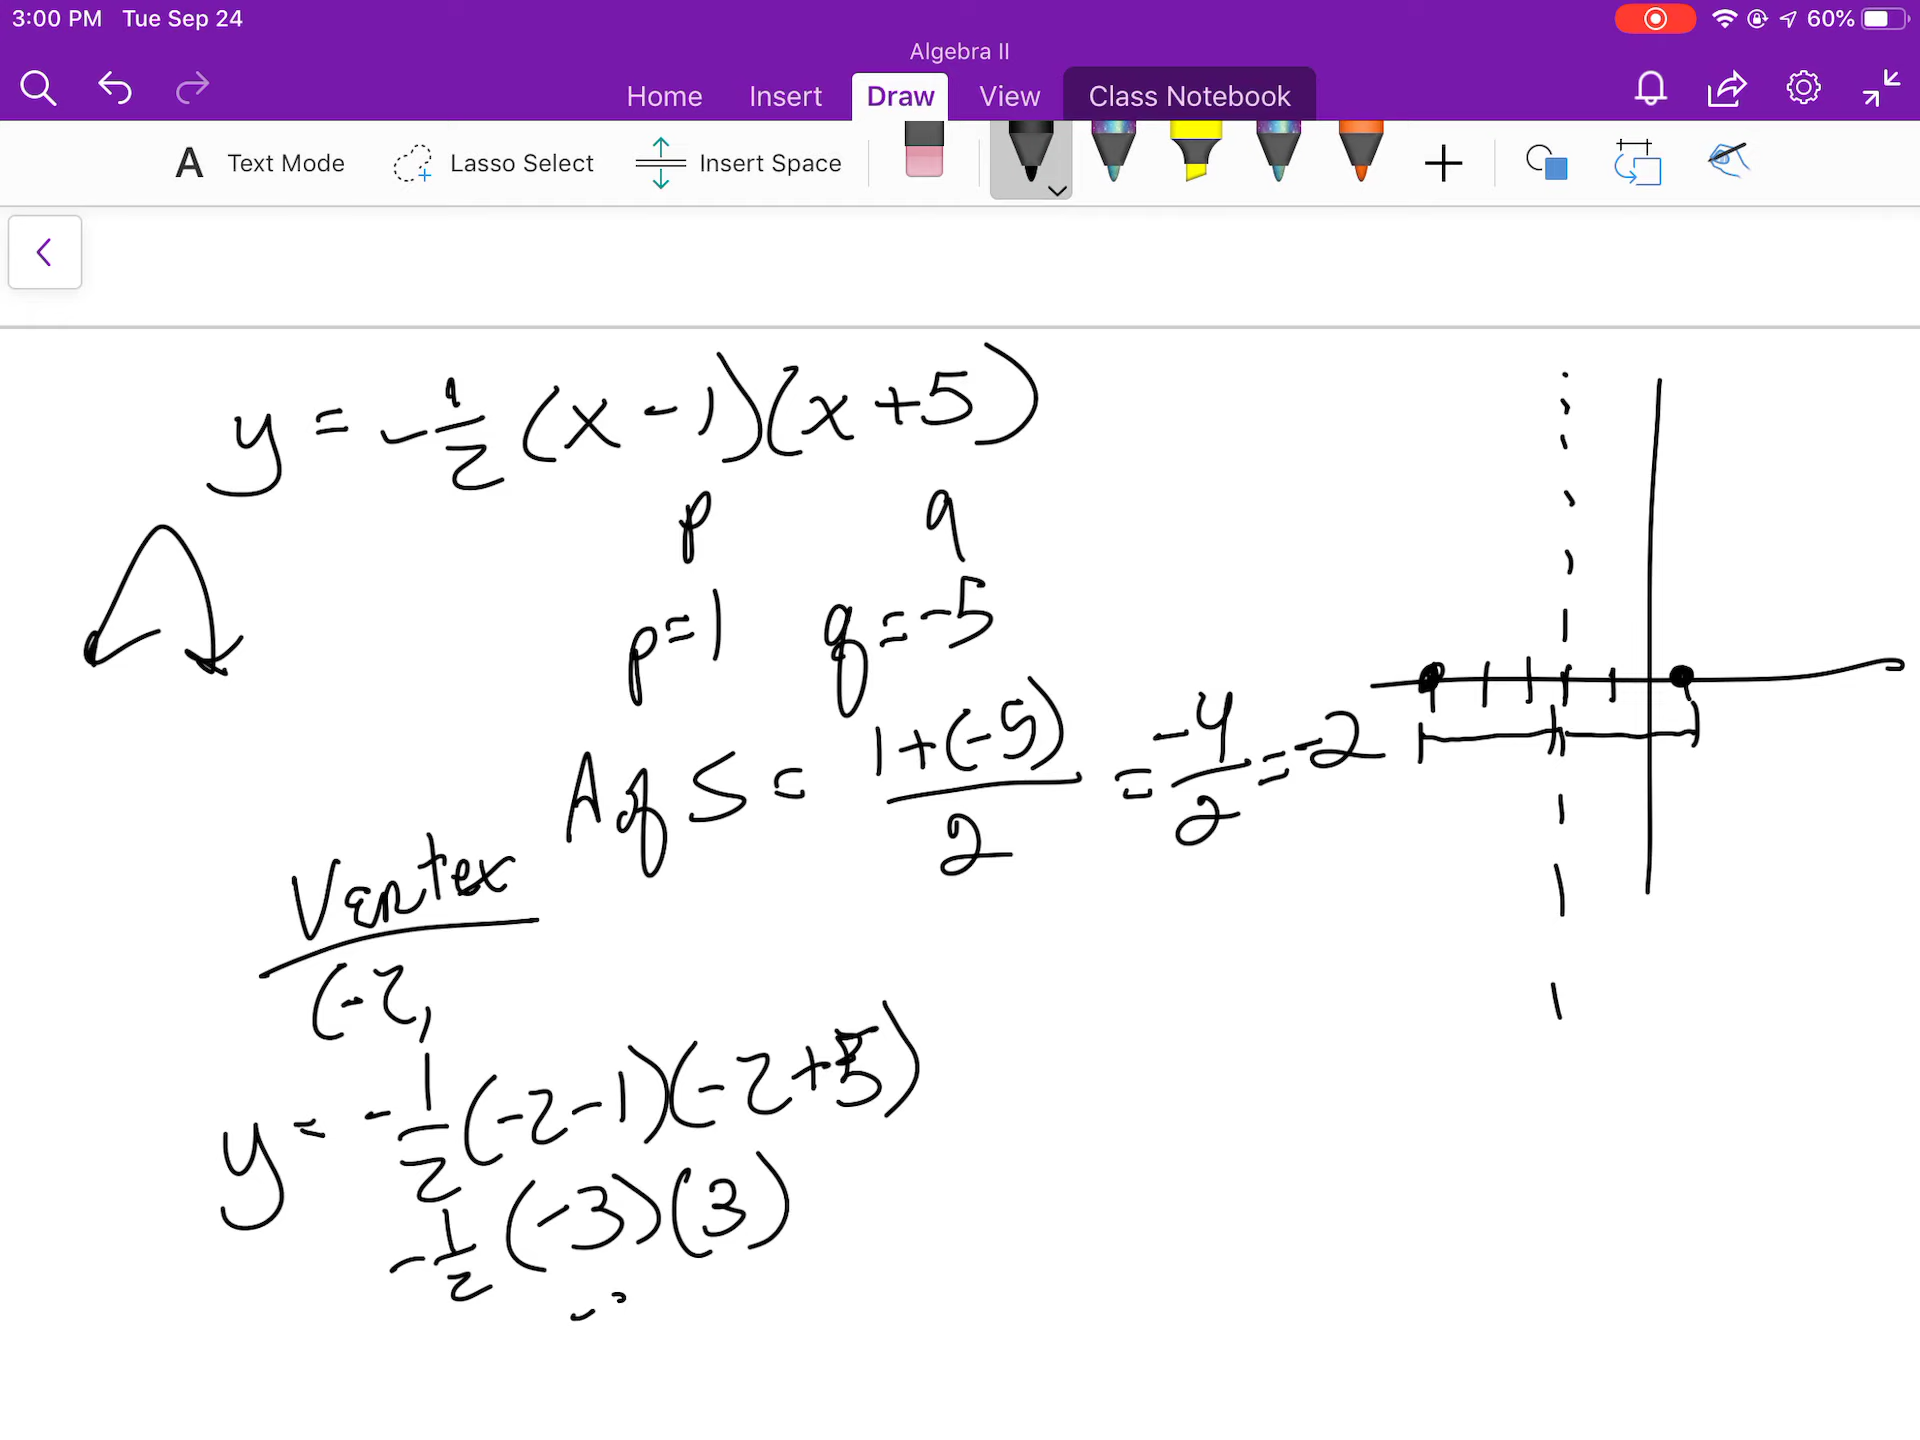 3:00 PM Tue Sep 24 60%
Algebra II
Home Insert Draw View Class Notebook
A Text Mode Lasso Select Insert Space
y = -1/2 (x - 1)(x + 5)
p q
p = 1 q = -5
A of S = 1+(-5)/2 = -4/2 = -2
Vertex
(-2,
y = -1/2 (-2-1)(-2+5)
-1/2 (-3)(3)